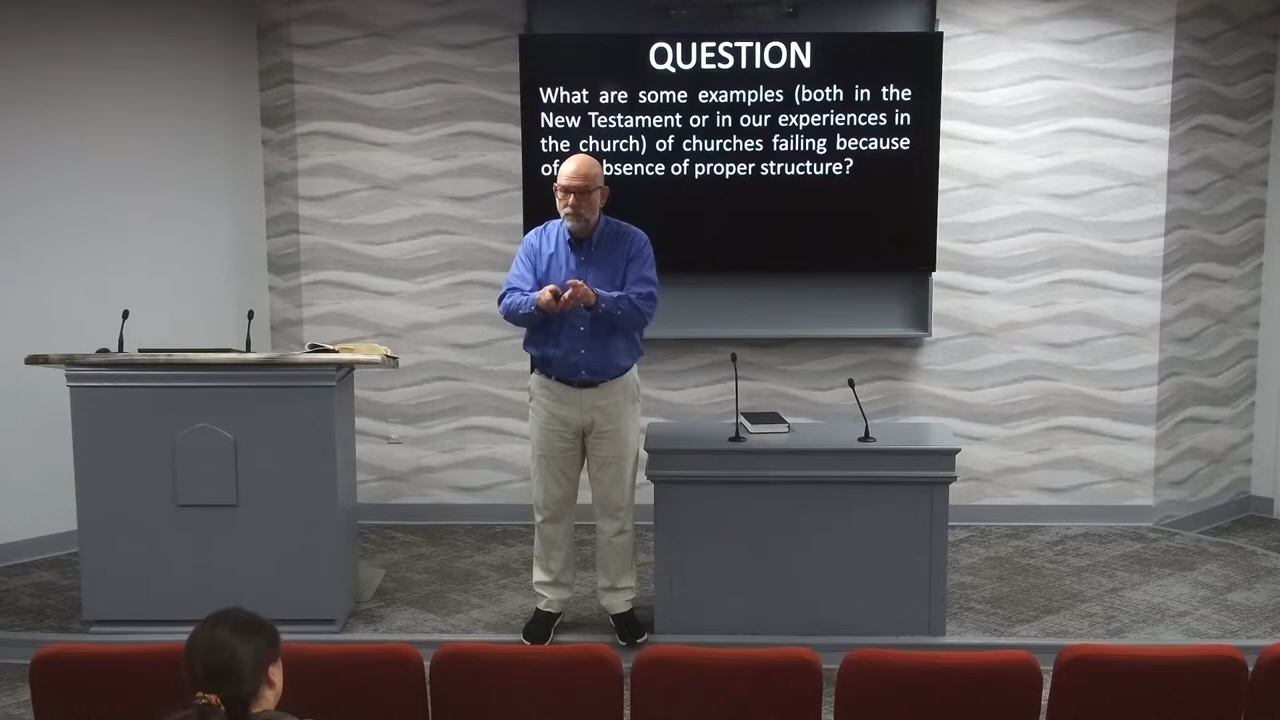 QUESTION
What are some examples (both in the
New Testament or in our experiences in
the church) of churches failing because
of bsence of proper structure?